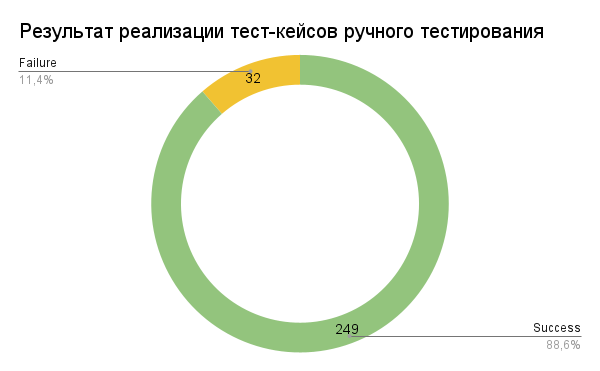 Результат реализации тест-кейсов ручного тестирования
Failure
11,4%
32
249
Success
88,6%